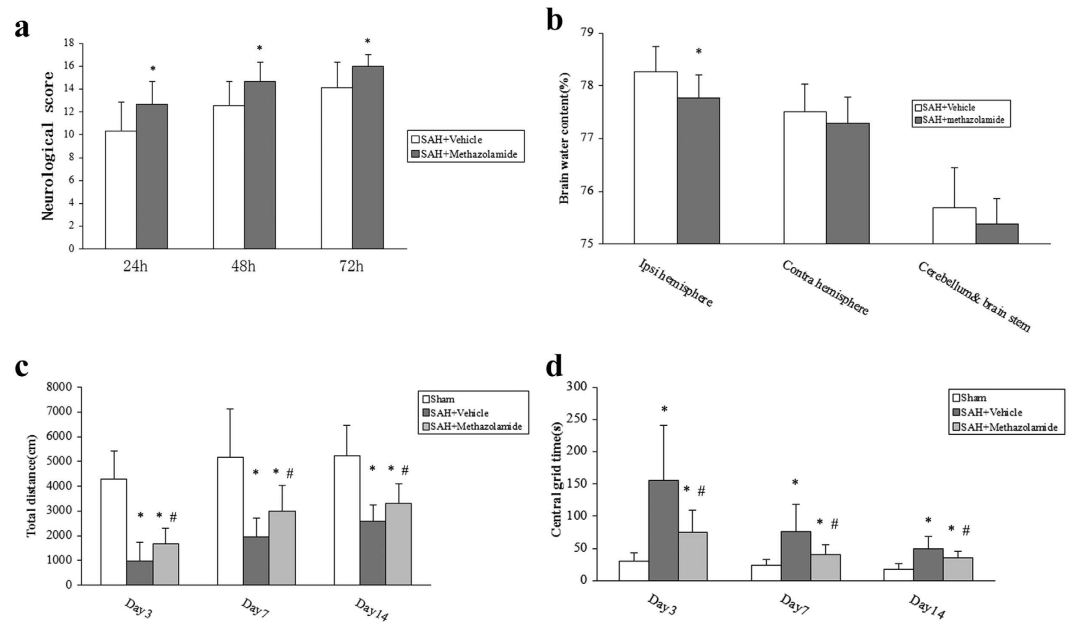 a
Neurological score
18
16
14
12
10
8
6
4
2
0
*
*
*
24h
48h
72h
SAH+Vehicle
SAH+Methazolamide
b
Brain water content(%)
79
78
77
76
75
*
Ipsi hemisphere
Contra hemisphere
Cerebellum& brain stem
SAH+Vehicle
SAH+methazolamide
c
Total distance(cm)
8000
7000
6000
5000
4000
3000
2000
1000
0
* * #
* * #
* * #
Day3
Day7
Day14
Sham
SAH+Vehicle
SAH+Methazolamide
d
Central grid time(s)
300
250
200
150
100
50
0
*
* #
*
* #
*
* #
Day3
Day7
Day14
Sham
SAH+Vehicle
SAH+Methazolamide